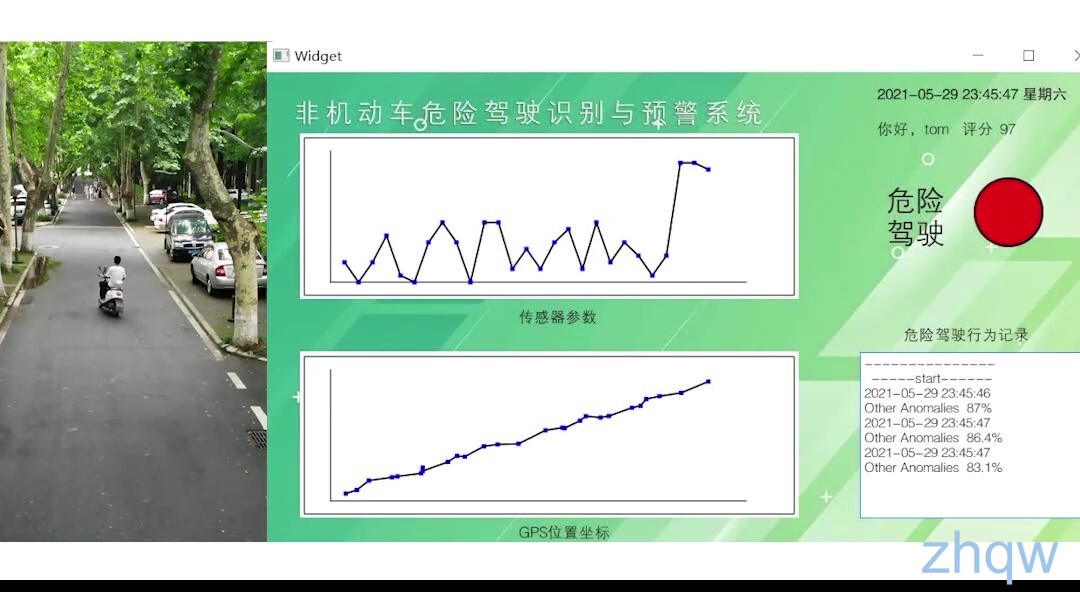 Widget
非机动车危险驾驶识别与预警系统
2021-05-29 23:45:47 星期六
你好，tom 评分 97
危险
驾驶
传感器参数
危险驾驶行为记录
---------------
-----start------
2021-05-29 23:45:46
Other Anomalies 87%
2021-05-29 23:45:47
Other Anomalies 86.4%
2021-05-29 23:45:47
Other Anomalies 83.1%
GPS位置坐标
zhqw